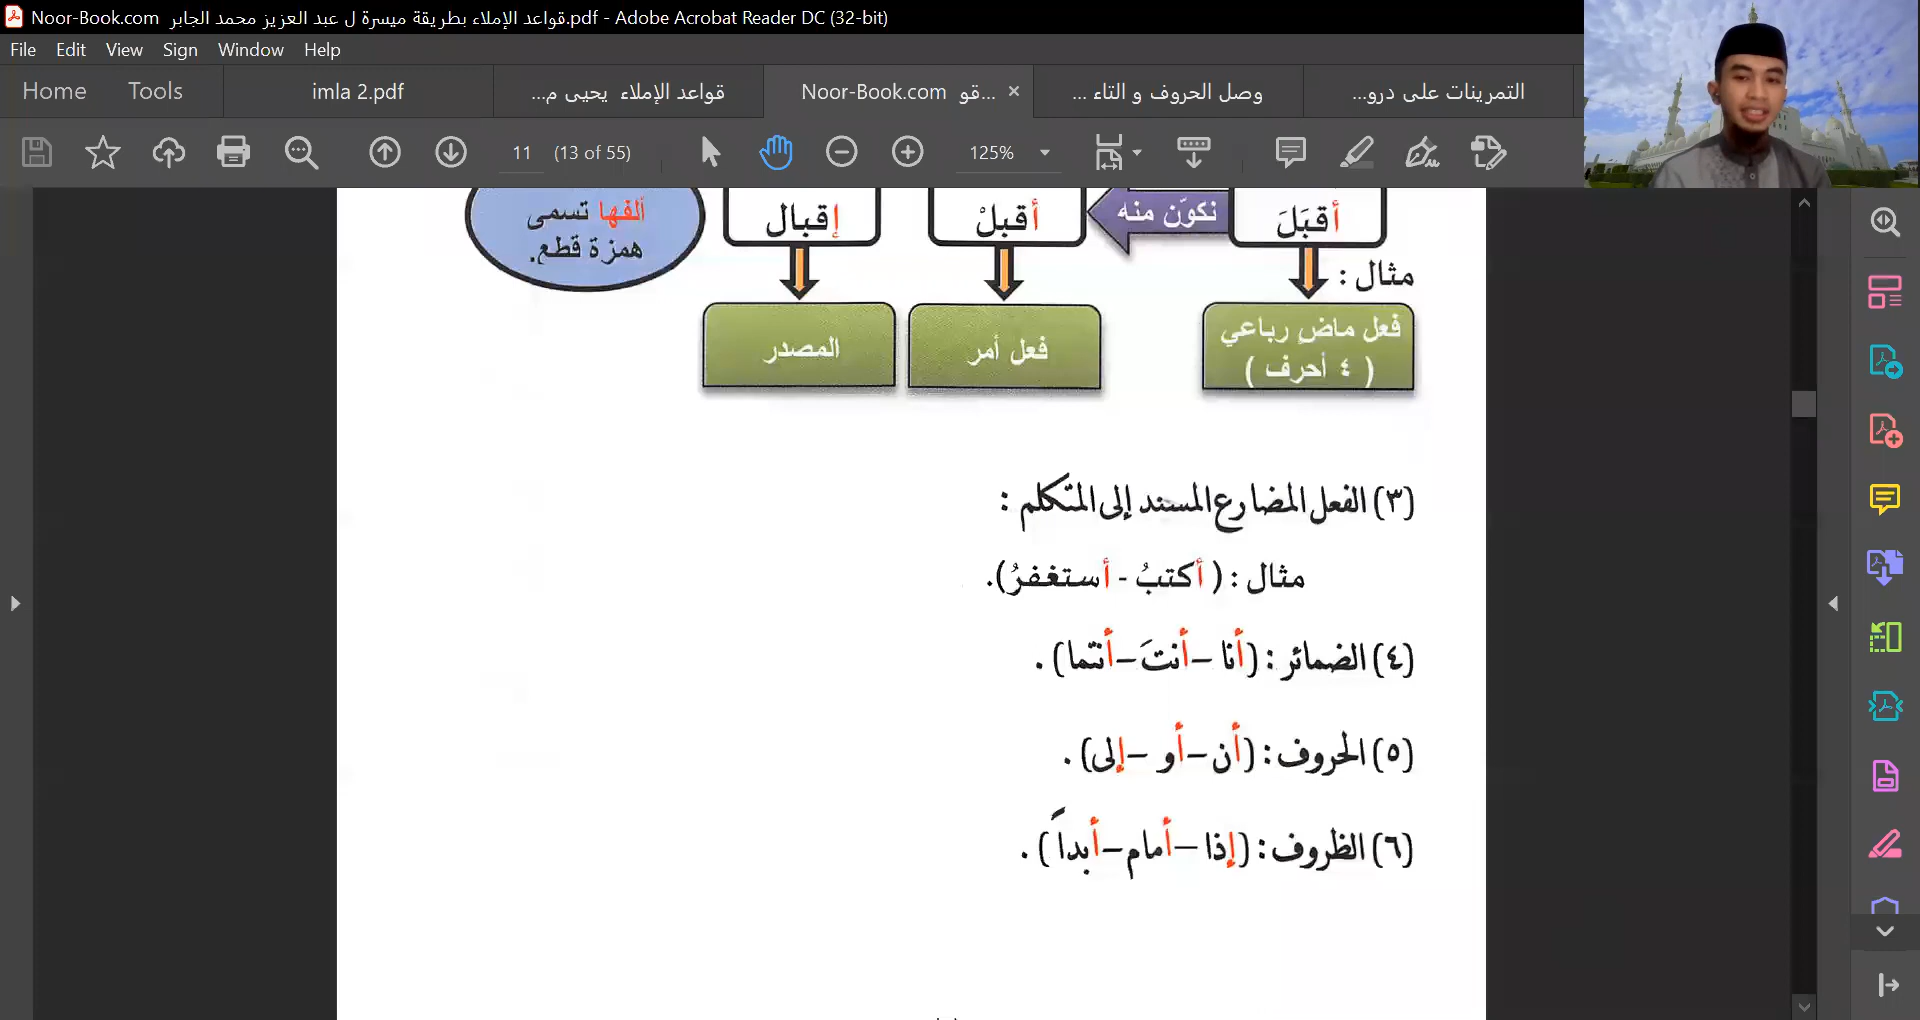 Noor-Book.com قواعد الإملاء بطريقة ميسرة ل عبد العزيز محمد الجابر.pdf - Adobe Acrobat Reader DC (32-bit)
File Edit View Sign Window Help
Home Tools imla 2.pdf قواعد الإملاء يحيى م... Noor-Book.com قو... × وصل الحروف و التاء ... التمرينات على درو...
11 (13 of 55) 125%
أقبَلَ نكوّن منه أقبلْ إقبال ألفها تسمى
همزة قطع.
مثال :
فعل ماضٍ رباعي فعل أمر المصدر
( ٤ أحرف )
(٣) الفعل المضارع المسند إلى المتكلم :
مثال : ( أكتبُ - أستغفرُ).
(٤) الضمائر : (أنا – أنتَ – أنتما) .
(٥) الحروف : (أن – أو – إلى) .
(٦) الظروف : (إذا – أمام – أبداً) .